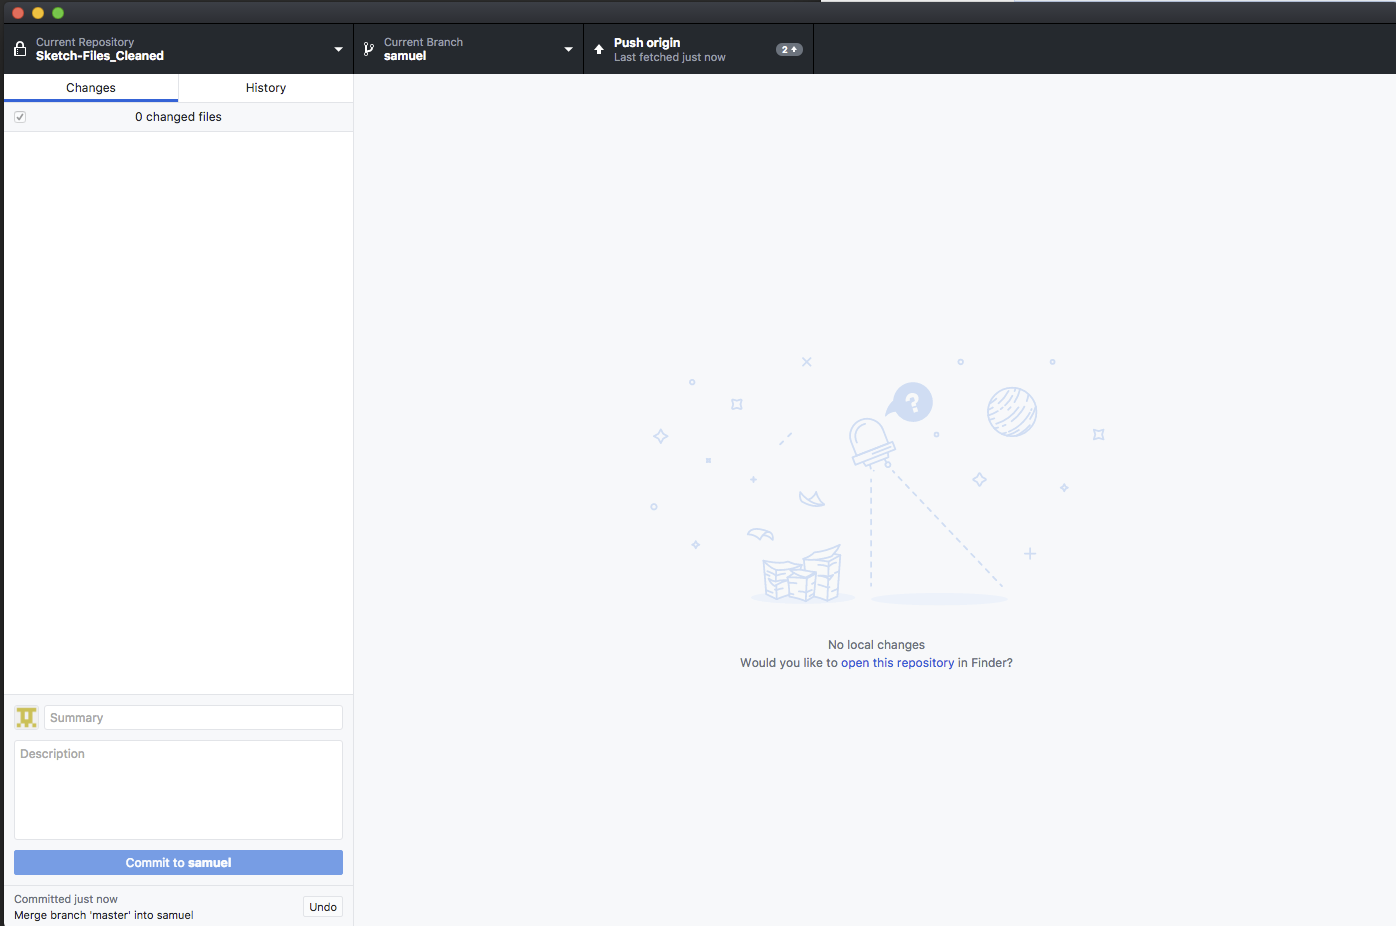 Current Repository
Sketch-Files_Cleaned
Current Branch
samuel
Push origin
Last fetched just now
2
Changes
History
0 changed files
?
No local changes
Would you like to open this repository in Finder?
Summary
Description
Commit to samuel
Committed just now
Merge branch 'master' into samuel
Undo